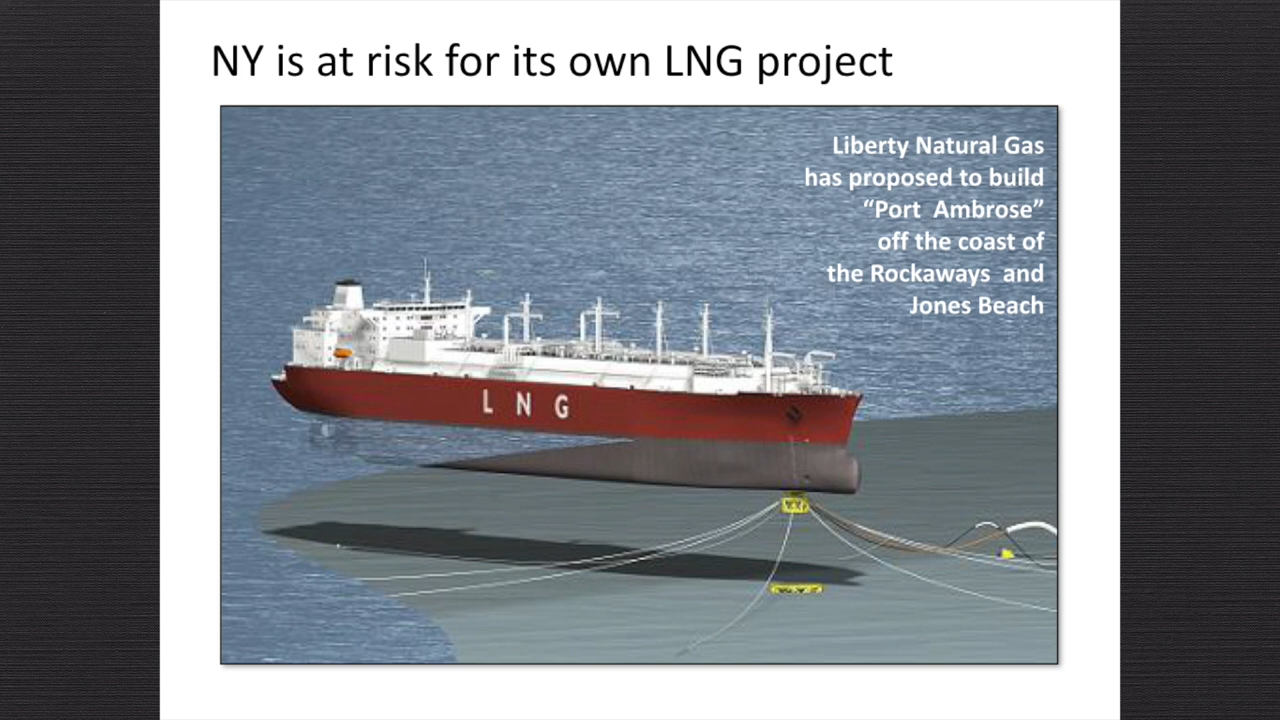 NY is at risk for its own LNG project
Liberty Natural Gas
has proposed to build
“Port  Ambrose”
off the coast of
the Rockaways  and
Jones Beach
L N G